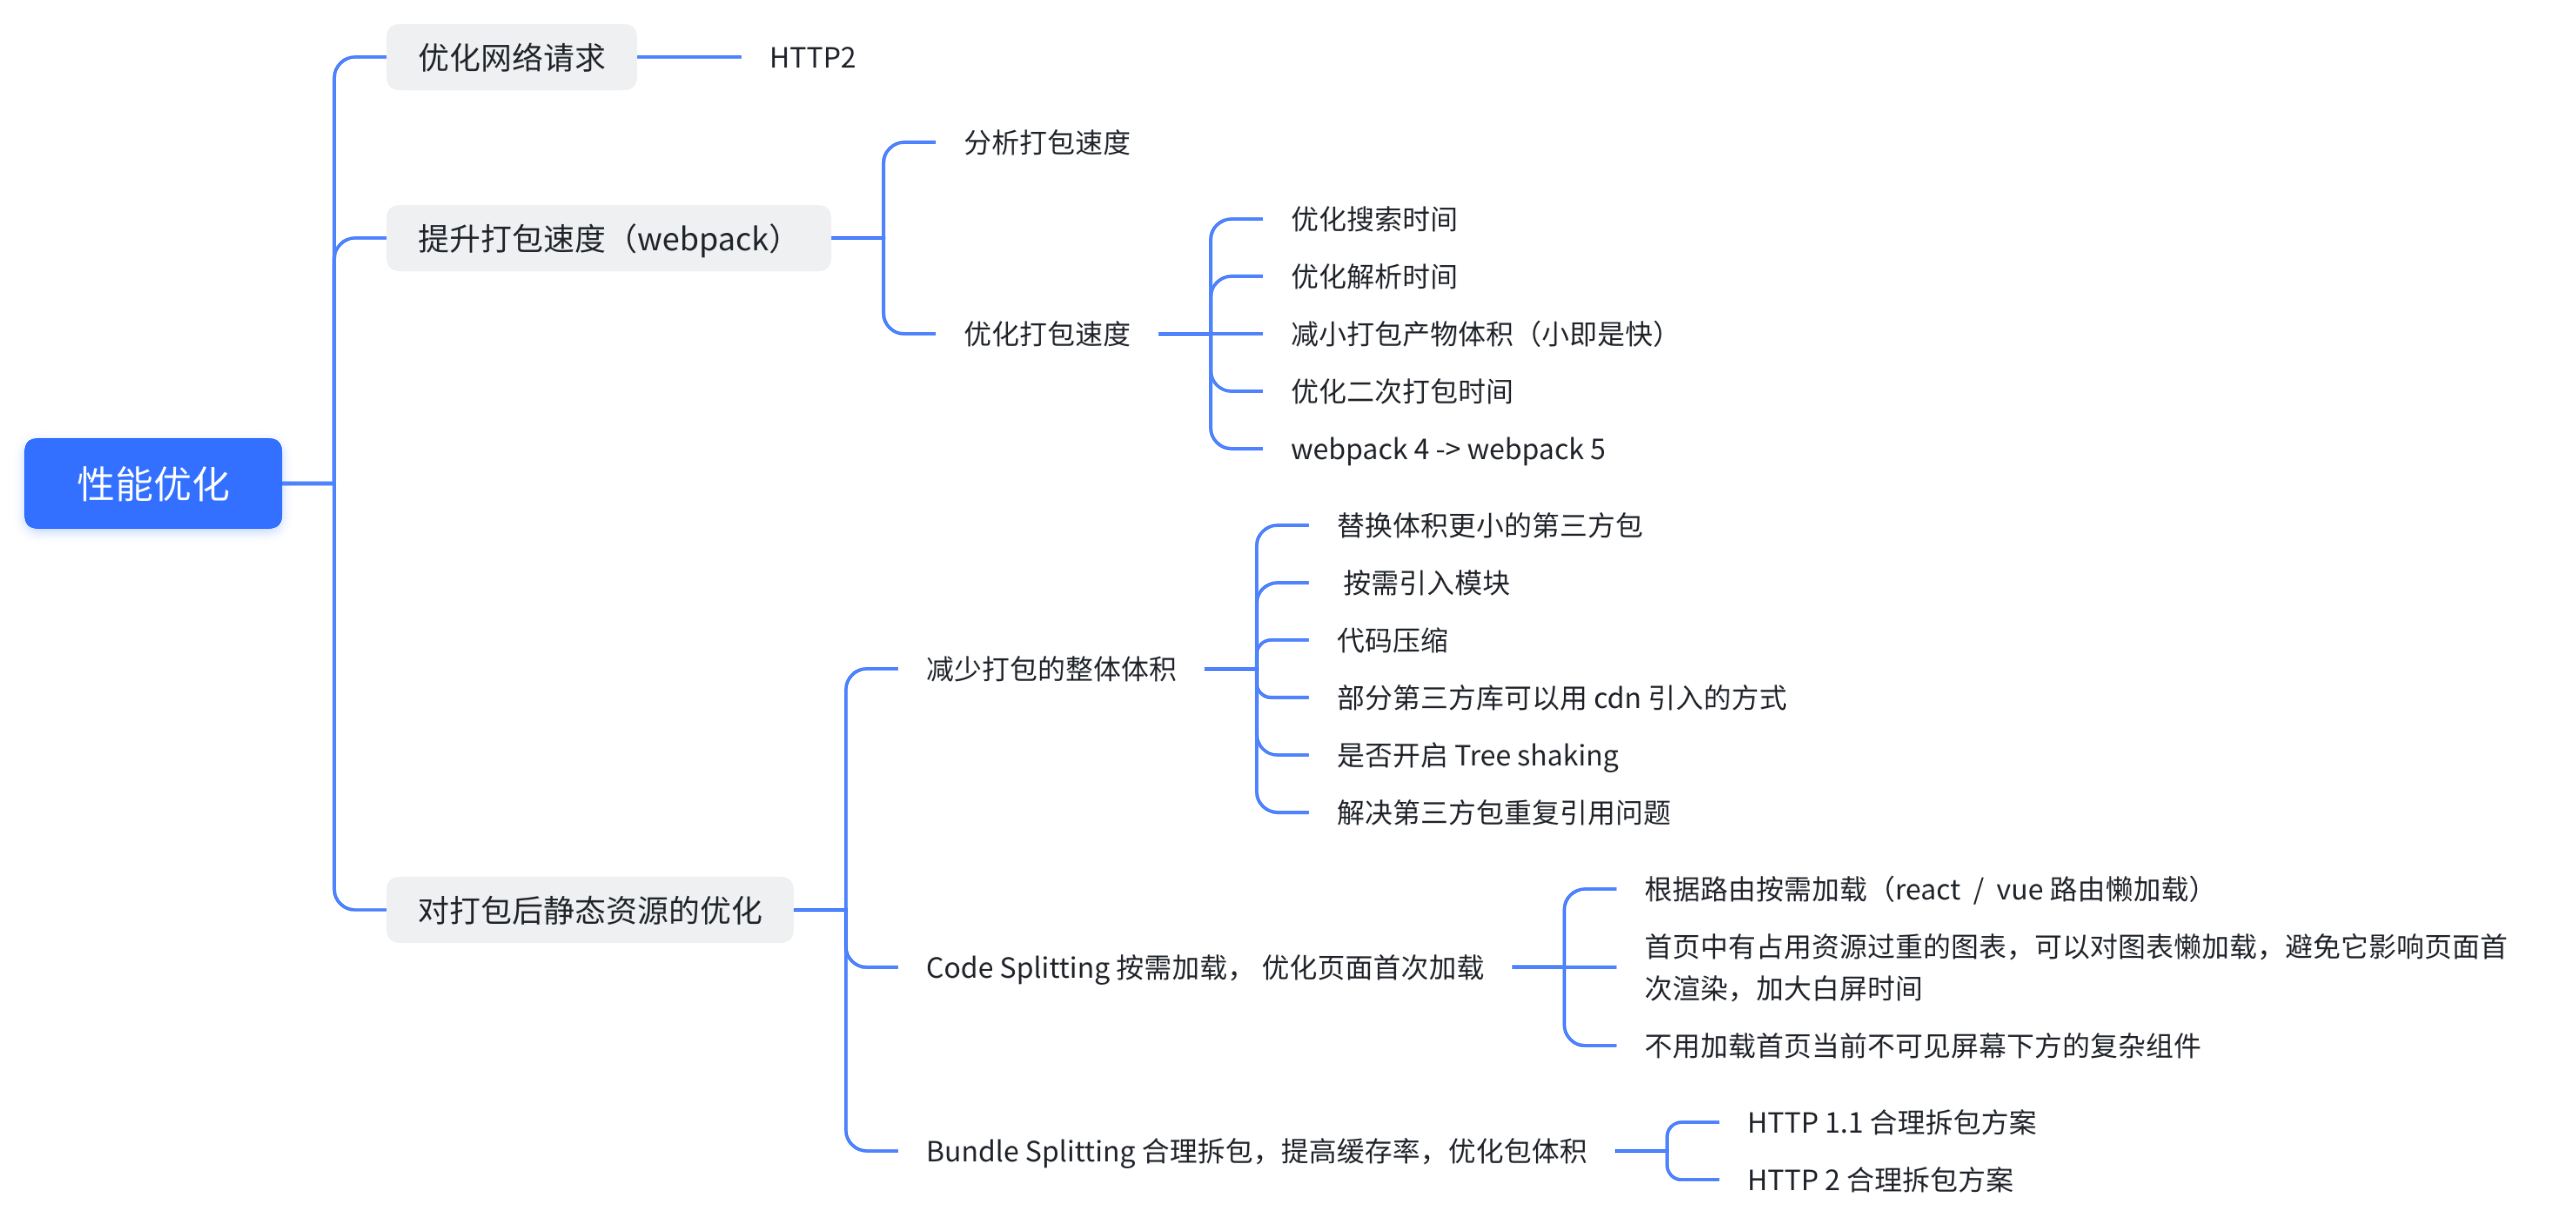 优化网络请求
HTTP2
分析打包速度
提升打包速度（webpack）
优化搜索时间
优化解析时间
优化打包速度
减小打包产物体积（小即是快）
优化二次打包时间
webpack 4 -> webpack 5
性能优化
替换体积更小的第三方包
按需引入模块
代码压缩
减少打包的整体体积
部分第三方库可以用 cdn 引入的方式
是否开启 Tree shaking
解决第三方包重复引用问题
对打包后静态资源的优化
根据路由按需加载（react / vue 路由懒加载）
Code Splitting 按需加载， 优化页面首次加载
首页中有占用资源过重的图表，可以对图表懒加载，避免它影响页面首
次渲染，加大白屏时间
不用加载首页当前不可见屏幕下方的复杂组件
Bundle Splitting 合理拆包，提高缓存率，优化包体积
HTTP 1.1 合理拆包方案
HTTP 2 合理拆包方案